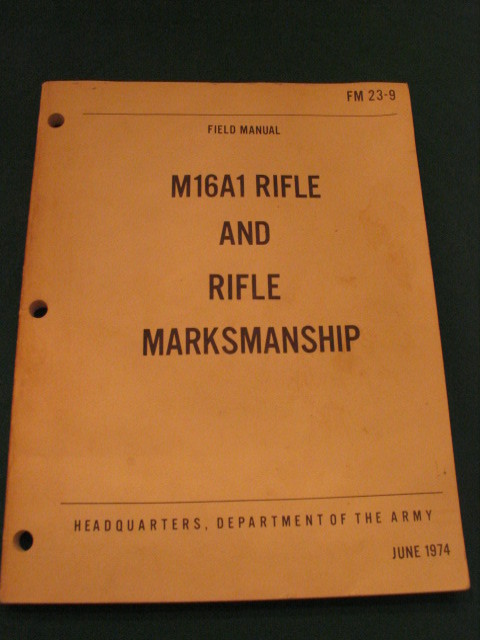 FM 23-9
FIELD MANUAL
M16A1 RIFLE
AND
RIFLE
MARKSMANSHIP
HEADQUARTERS, DEPARTMENT OF THE ARMY
JUNE 1974